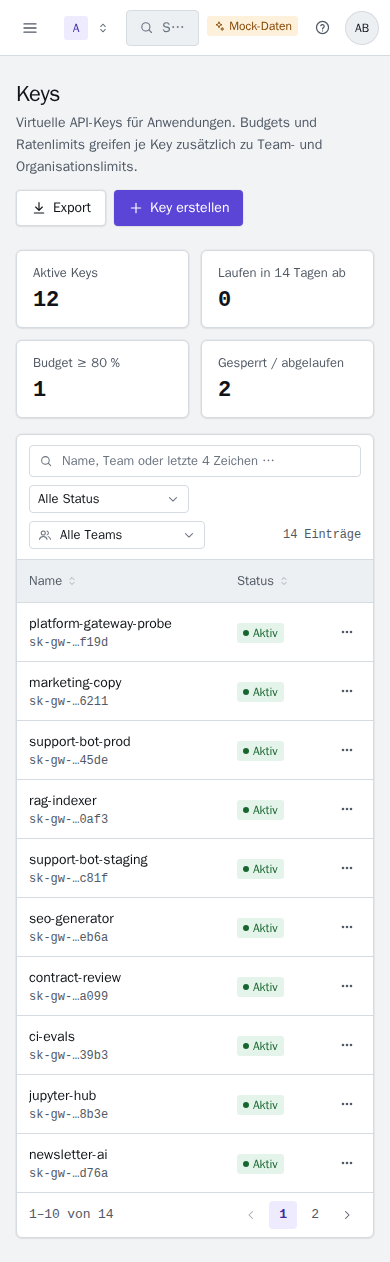 A
S⋯
Mock-Daten
AB
Keys
Virtuelle API-Keys für Anwendungen. Budgets und
Ratenlimits greifen je Key zusätzlich zu Team- und
Organisationslimits.
Export
Key erstellen
Aktive Keys
12
Laufen in 14 Tagen ab
0
Budget ≥ 80 %
1
Gesperrt / abgelaufen
2
Name, Team oder letzte 4 Zeichen ⋯
Alle Status
Alle Teams
14 Einträge
Name
Status
platform-gateway-probe
sk-gw-…f19d
Aktiv
marketing-copy
sk-gw-…6211
Aktiv
support-bot-prod
sk-gw-…45de
Aktiv
rag-indexer
sk-gw-…0af3
Aktiv
support-bot-staging
sk-gw-…c81f
Aktiv
seo-generator
sk-gw-…eb6a
Aktiv
contract-review
sk-gw-…a099
Aktiv
ci-evals
sk-gw-…39b3
Aktiv
jupyter-hub
sk-gw-…8b3e
Aktiv
newsletter-ai
sk-gw-…d76a
Aktiv
1–10 von 14
1
2